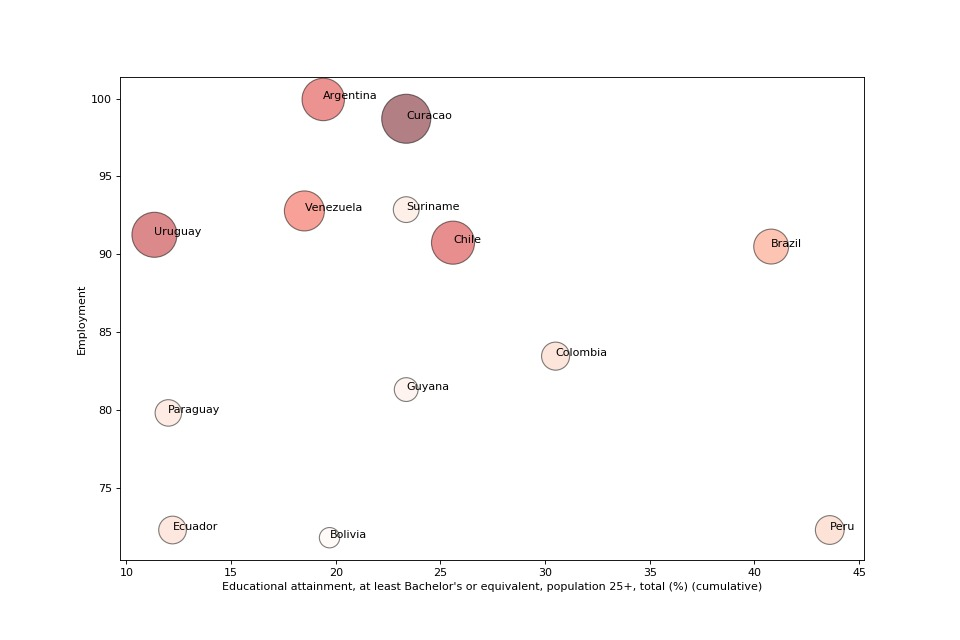 100
Argentina
Curacao
95
Venezuela
Suriname
Uruguay
Chile
Brazil
90
Employment
85
Colombia
Guyana
80
Paraguay
75
Ecuador
Bolivia
Peru
10 15 20 25 30 35 40 45
Educational attainment, at least Bachelor's or equivalent, population 25+, total (%) (cumulative)